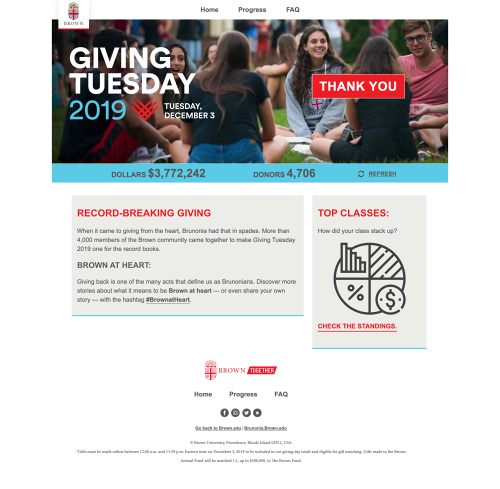 Home Progress FAQ
BROWN
GIVING
TUESDAY
2019 TUESDAY,
DECEMBER 3
THANK YOU
DOLLARS $3,772,242 DONORS 4,706 REFRESH
RECORD-BREAKING GIVING
When it came to giving from the heart, Brunonia had that in spades. More
than 4,000 members of the Brown community came together to make Giving Tuesday
2019 one for the record books.
BROWN AT HEART:
Giving back is one of the many acts that define us as Brunonians. Discover more
stories about what it means to be Brown at heart — or even share your own
story — with the hashtag #BrownatHeart.
TOP CLASSES:
How did your class stack up?
% $
CHECK THE STANDINGS.
BROWN TOGETHER
Home Progress FAQ
Go back to Brown.edu | Brunonia.Brown.edu
© Brown University, Providence, Rhode Island 02912, USA
*Gifts must be made online between 12:00 a.m. and 11:59 p.m. Eastern time on December 3, 2019 to be included in our giving day totals and eligible for gift matching. Gifts made to the Brown
Annual Fund will be matched 1:1, up to $500,000, to The Brown Fund.